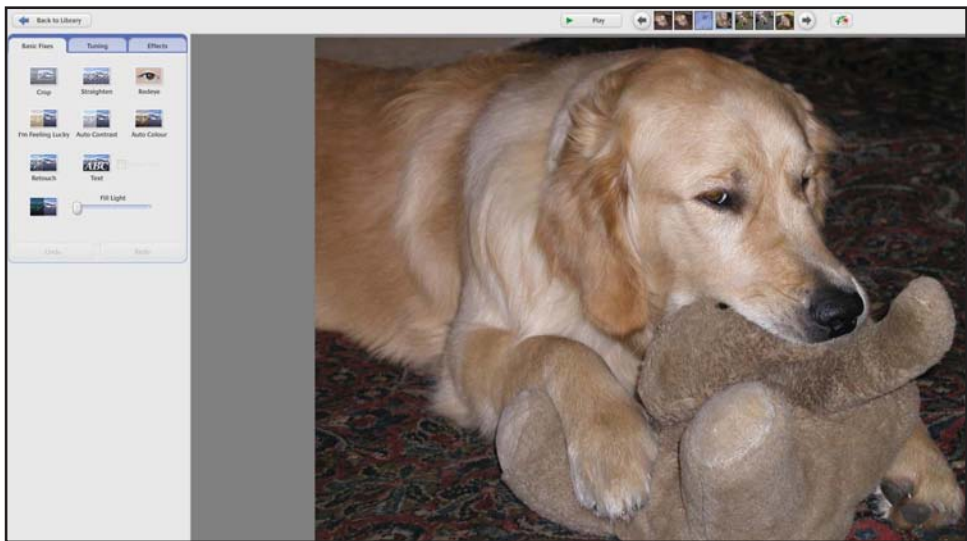 Back to Library
Play
Basic Fixes Tuning Effects
Crop Straighten Redeye
I'm Feeling Lucky Auto Contrast Auto Colour
ABC
Retouch Text
Fill Light
Undo Redo